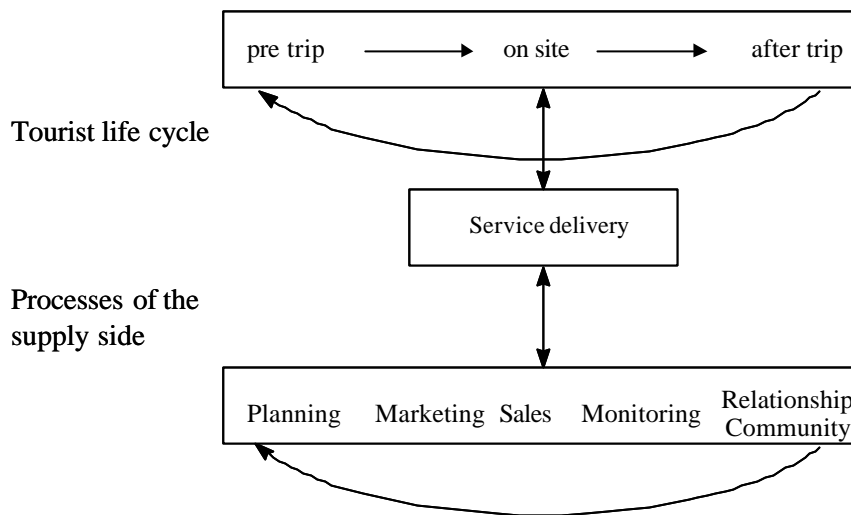 pre trip on site after trip
Tourist life cycle
Service delivery
Processes of the
supply side
Planning Marketing Sales Monitoring Relationship
Community